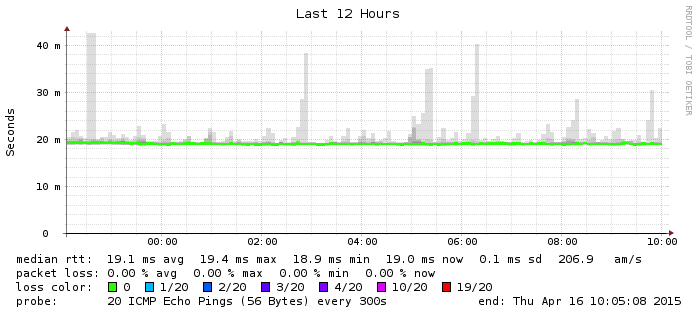 Last 12 Hours
RRDTOOL / TOBI OETIKER
Seconds
40 m
30 m
20 m
10 m
0
00:00 02:00 04:00 06:00 08:00 10:00
median rtt: 19.1 ms avg 19.4 ms max 18.9 ms min 19.0 ms now 0.1 ms sd 206.9 am/s
packet loss: 0.00 % avg 0.00 % max 0.00 % min 0.00 % now
loss color: 0 1/20 2/20 3/20 4/20 10/20 19/20
probe: 20 ICMP Echo Pings (56 Bytes) every 300s end: Thu Apr 16 10:05:08 2015